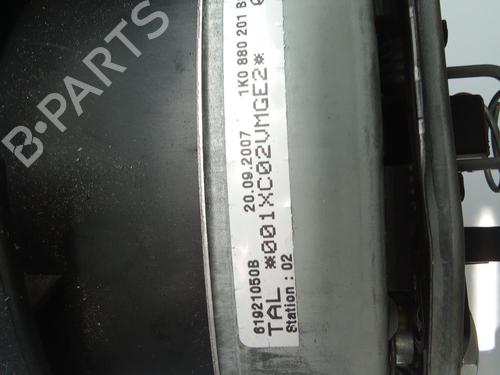 B-PARTS
61921050B 20.09.2007 1K0 880 201 B
TAL *001XC02VMGE2*
Station : 02